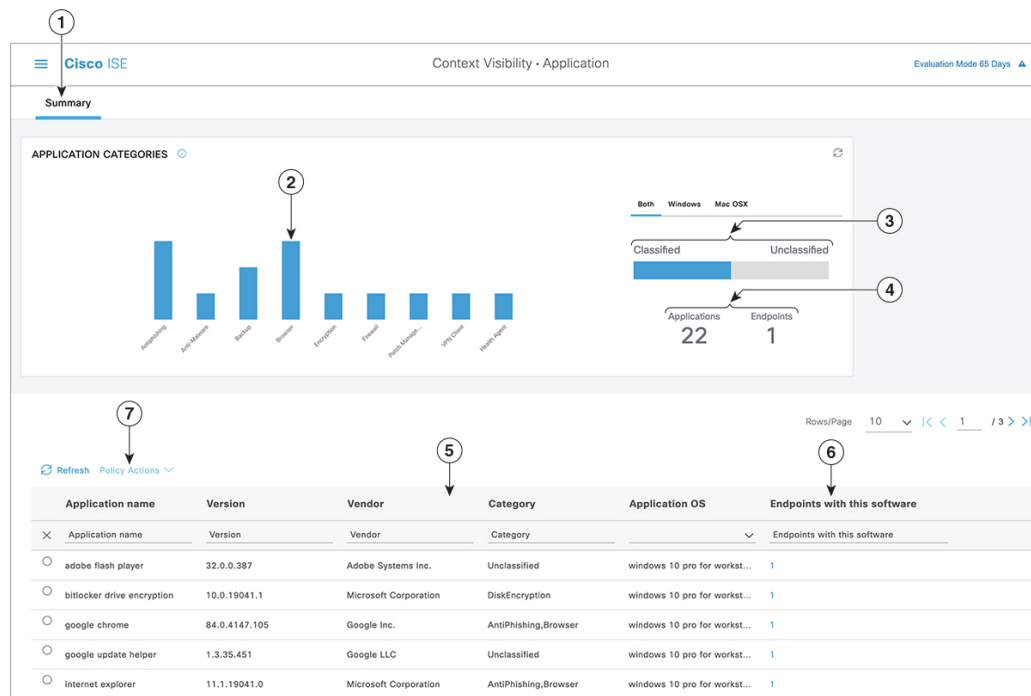 1
Cisco ISE
Context Visibility • Application
Evaluation Mode 65 Days
Summary
APPLICATION CATEGORIES
2
Both Windows Mac OSX
3
Classified Unclassified
4
Applications Endpoints
22 1
Antiphishing Anti-Malware Backup Browser Encryption Firewall Patch Manage... VPN Client Health Agent
7
Rows/Page 10 1 / 3
5
6
Refresh Policy Actions
Application name Version Vendor Category Application OS Endpoints with this software
Application name Version Vendor Category Endpoints with this software
adobe flash player 32.0.0.387 Adobe Systems Inc. Unclassified windows 10 pro for workst... 1
bitlocker drive encryption 10.0.19041.1 Microsoft Corporation DiskEncryption windows 10 pro for workst... 1
google chrome 84.0.4147.105 Google Inc. AntiPhishing,Browser windows 10 pro for workst... 1
google update helper 1.3.35.451 Google LLC Unclassified windows 10 pro for workst... 1
internet explorer 11.1.19041.0 Microsoft Corporation AntiPhishing,Browser windows 10 pro for workst... 1